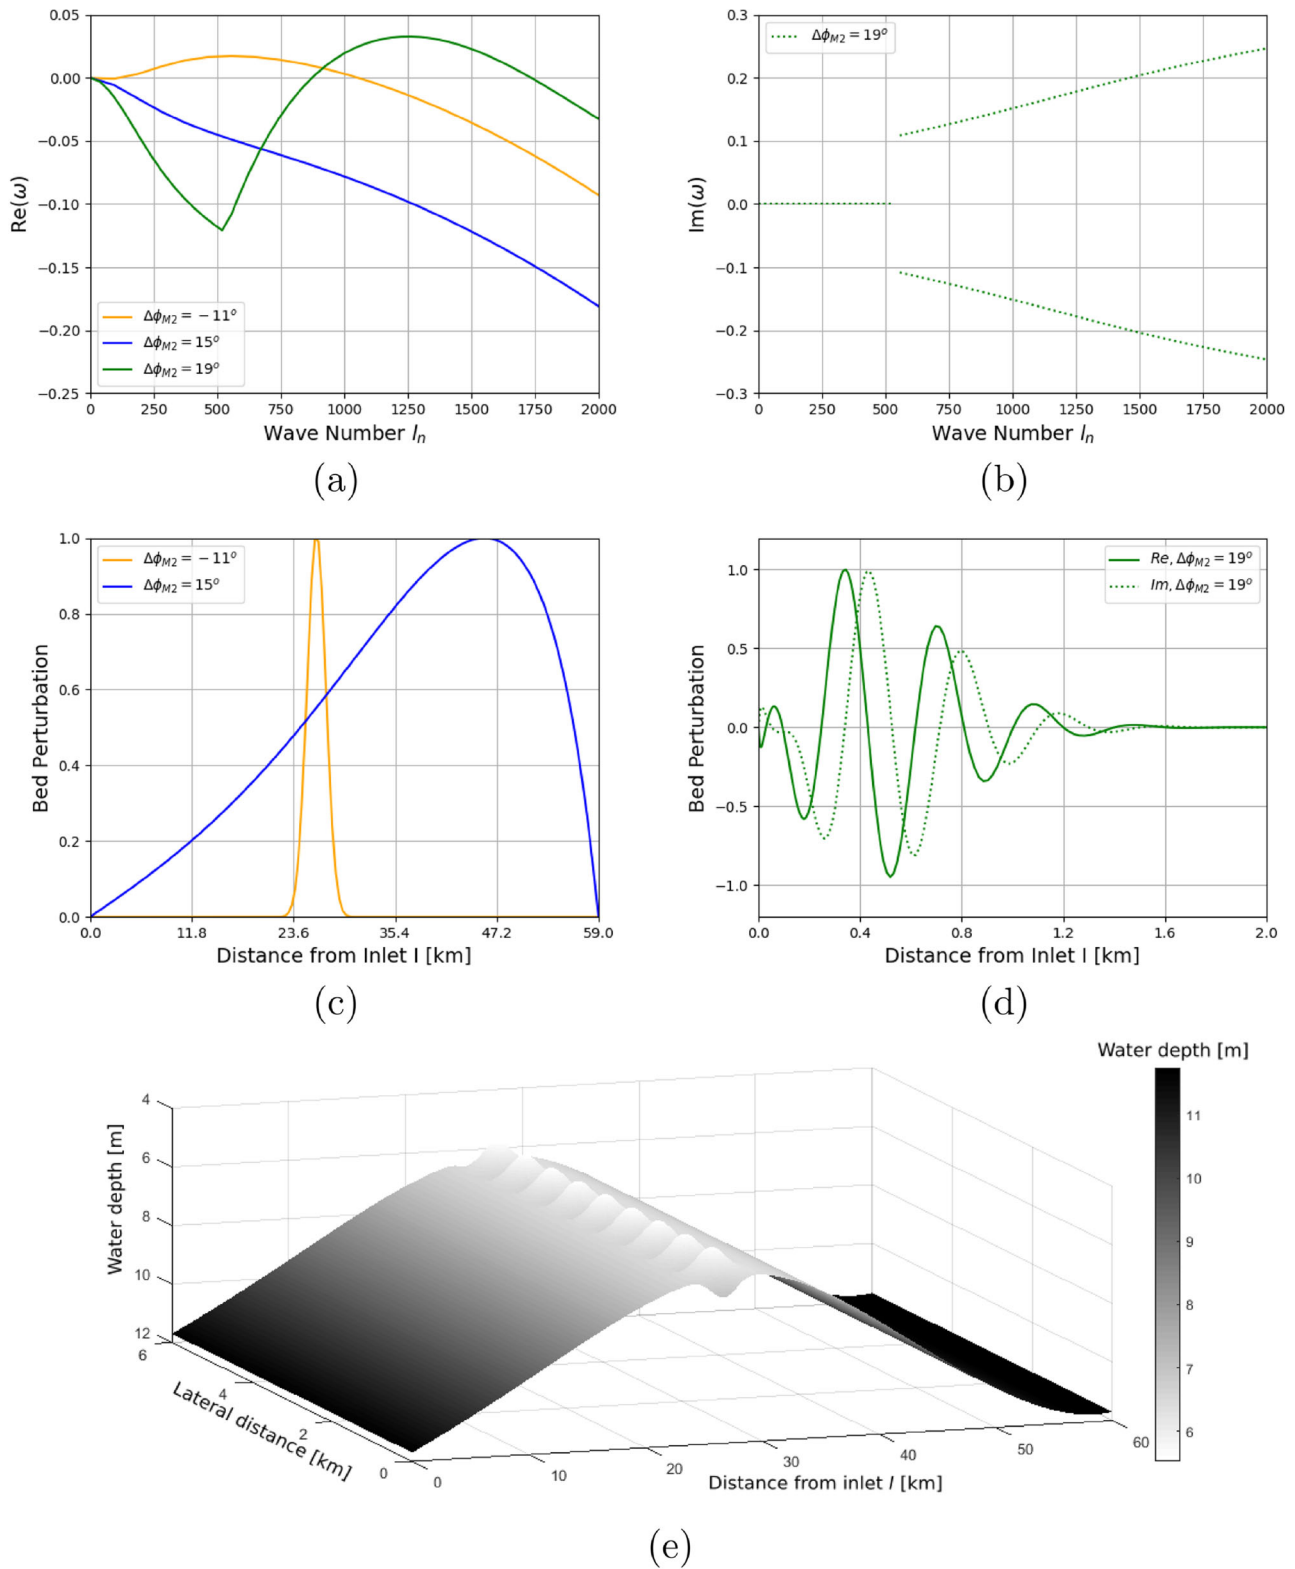 0.05
0.00
−0.05
−0.10
−0.15
−0.20
−0.25
Re(ω)
Δϕ_M2 = −11°
Δϕ_M2 = 15°
Δϕ_M2 = 19°
0 250 500 750 1000 1250 1500 1750 2000
Wave Number l_n
(a)
0.3
0.2
0.1
0.0
−0.1
−0.2
−0.3
Im(ω)
Δϕ_M2 = 19°
0 250 500 750 1000 1250 1500 1750 2000
Wave Number l_n
(b)
1.0
0.8
0.6
0.4
0.2
0.0
Bed Perturbation
Δϕ_M2 = −11°
Δϕ_M2 = 15°
0.0 11.8 23.6 35.4 47.2 59.0
Distance from Inlet I [km]
(c)
1.0
0.5
0.0
−0.5
−1.0
Bed Perturbation
Re, Δϕ_M2 = 19°
Im, Δϕ_M2 = 19°
0.0 0.4 0.8 1.2 1.6 2.0
Distance from Inlet I [km]
(d)
Water depth [m]
11
10
9
8
7
6
4
6
8
10
12
Water depth [m]
6
4
2
0
Lateral distance [km]
0 10 20 30 40 50 60
Distance from inlet I [km]
(e)